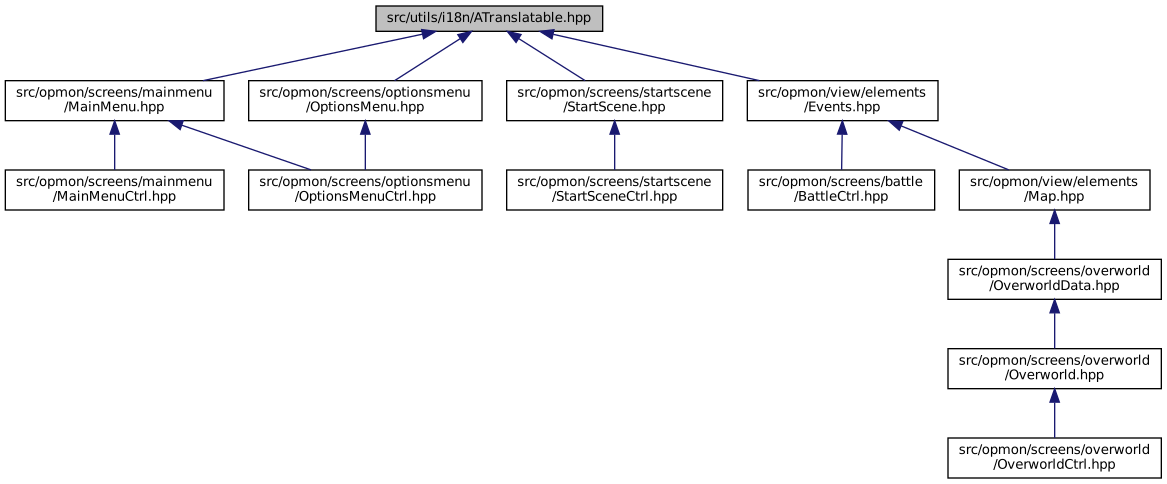 src/utils/i18n/ATranslatable.hpp
src/opmon/screens/mainmenu
/MainMenu.hpp
src/opmon/screens/optionsmenu
/OptionsMenu.hpp
src/opmon/screens/startscene
/StartScene.hpp
src/opmon/view/elements
/Events.hpp
src/opmon/screens/mainmenu
/MainMenuCtrl.hpp
src/opmon/screens/optionsmenu
/OptionsMenuCtrl.hpp
src/opmon/screens/startscene
/StartSceneCtrl.hpp
src/opmon/screens/battle
/BattleCtrl.hpp
src/opmon/view/elements
/Map.hpp
src/opmon/screens/overworld
/OverworldData.hpp
src/opmon/screens/overworld
/Overworld.hpp
src/opmon/screens/overworld
/OverworldCtrl.hpp